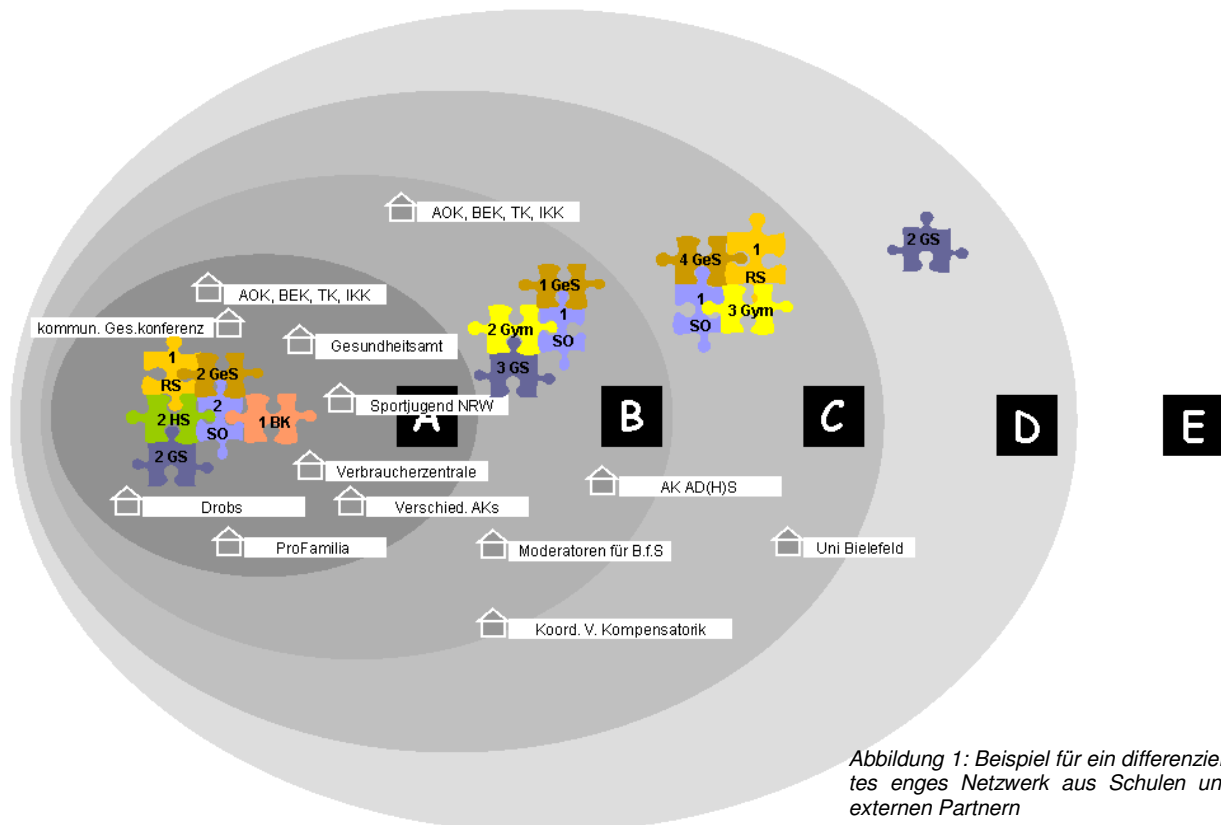 AOK, BEK, TK, IKK
AOK, BEK, TK, IKK
kommun. Ges.konferenz
Gesundheitsamt
Sportjugend NRW
1
RS
2 GeS
2 HS
2
SO
1 BK
2 GS
1 GeS
2 Gym
1
SO
3 GS
4 GeS
1
RS
1
SO
3 Gym
2 GS
A
B
C
D
E
Verbraucherzentrale
Drobs
Verschied. AKs
AK AD(H)S
ProFamilia
Moderatoren für B.f.S
Uni Bielefeld
Koord. V. Kompensatorik
Abbildung 1: Beispiel für ein differenzier
tes enges Netzwerk aus Schulen un
externen Partnern